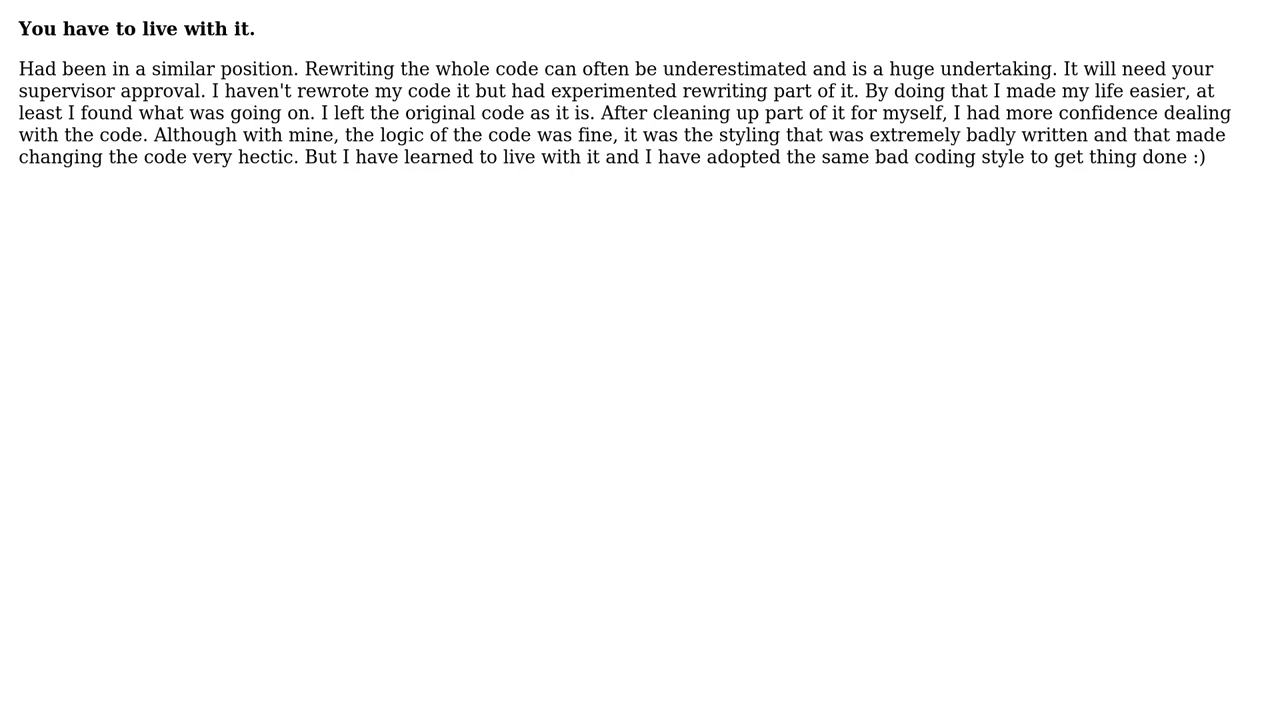 You have to live with it.
Had been in a similar position. Rewriting the whole code can often be underestimated and is a huge undertaking. It will need your
supervisor approval. I haven't rewrote my code it but had experimented rewriting part of it. By doing that I made my life easier, at
least I found what was going on. I left the original code as it is. After cleaning up part of it for myself, I had more confidence dealing
with the code. Although with mine, the logic of the code was fine, it was the styling that was extremely badly written and that made
changing the code very hectic. But I have learned to live with it and I have adopted the same bad coding style to get thing done :)